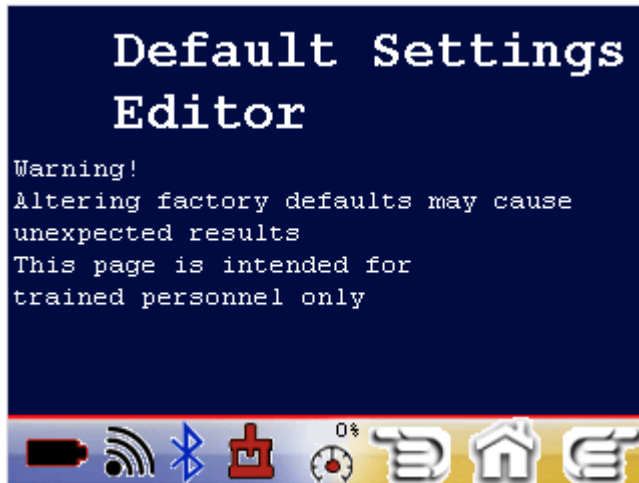 Default Settings
Editor
Warning!
Altering factory defaults may cause
unexpected results
This page is intended for
trained personnel only
0%